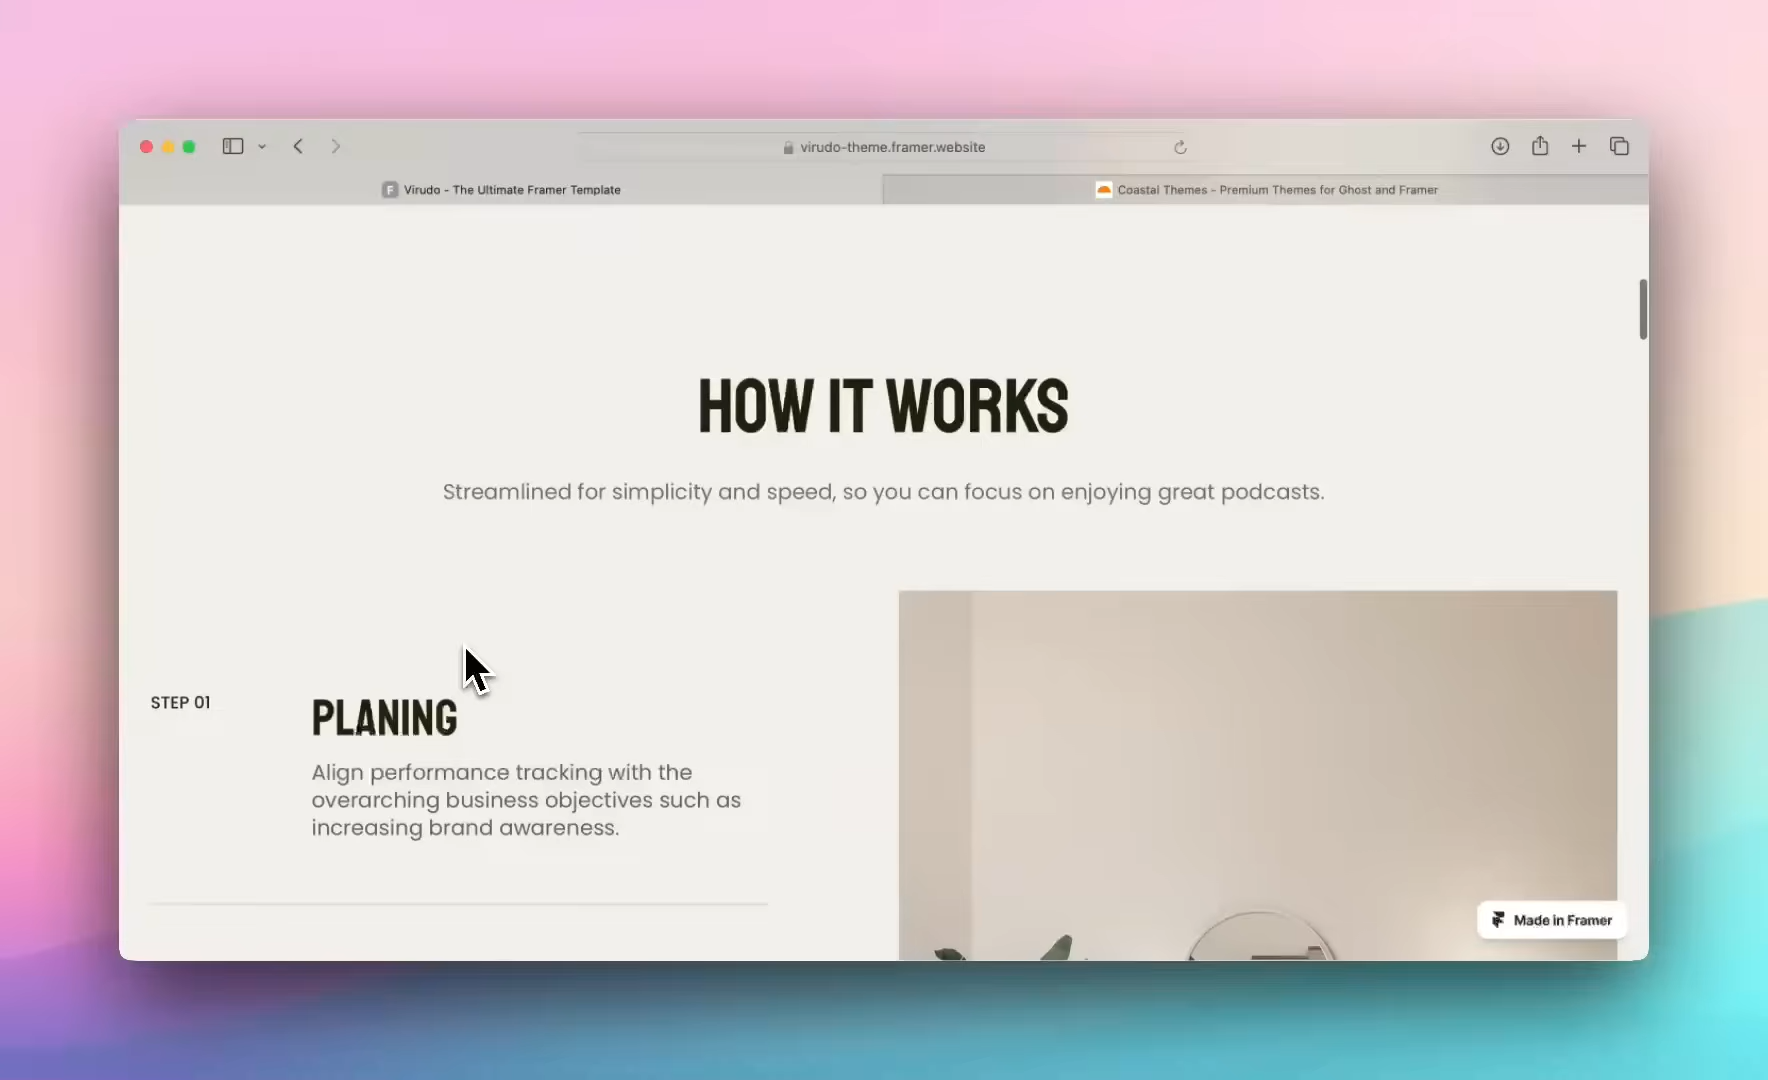 virudo-theme.framer.website
F Virudo - The Ultimate Framer Template
Coastal Themes - Premium Themes for Ghost and Framer
HOW IT WORKS
Streamlined for simplicity and speed, so you can focus on enjoying great podcasts.
STEP 01
PLANING
Align performance tracking with the
overarching business objectives such as
increasing brand awareness.
Made in Framer